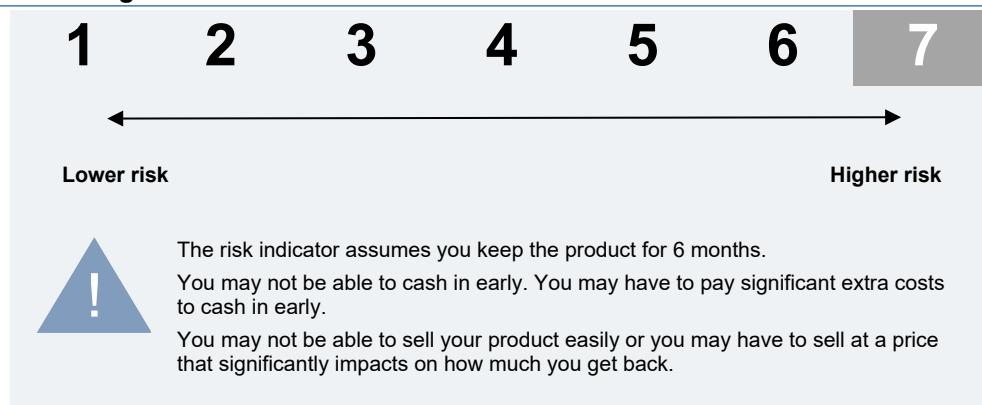 1 2 3 4 5 6 7
Lower risk Higher risk
!
The risk indicator assumes you keep the product for 6 months.
You may not be able to cash in early. You may have to pay significant extra costs
to cash in early.
You may not be able to sell your product easily or you may have to sell at a price
that significantly impacts on how much you get back.